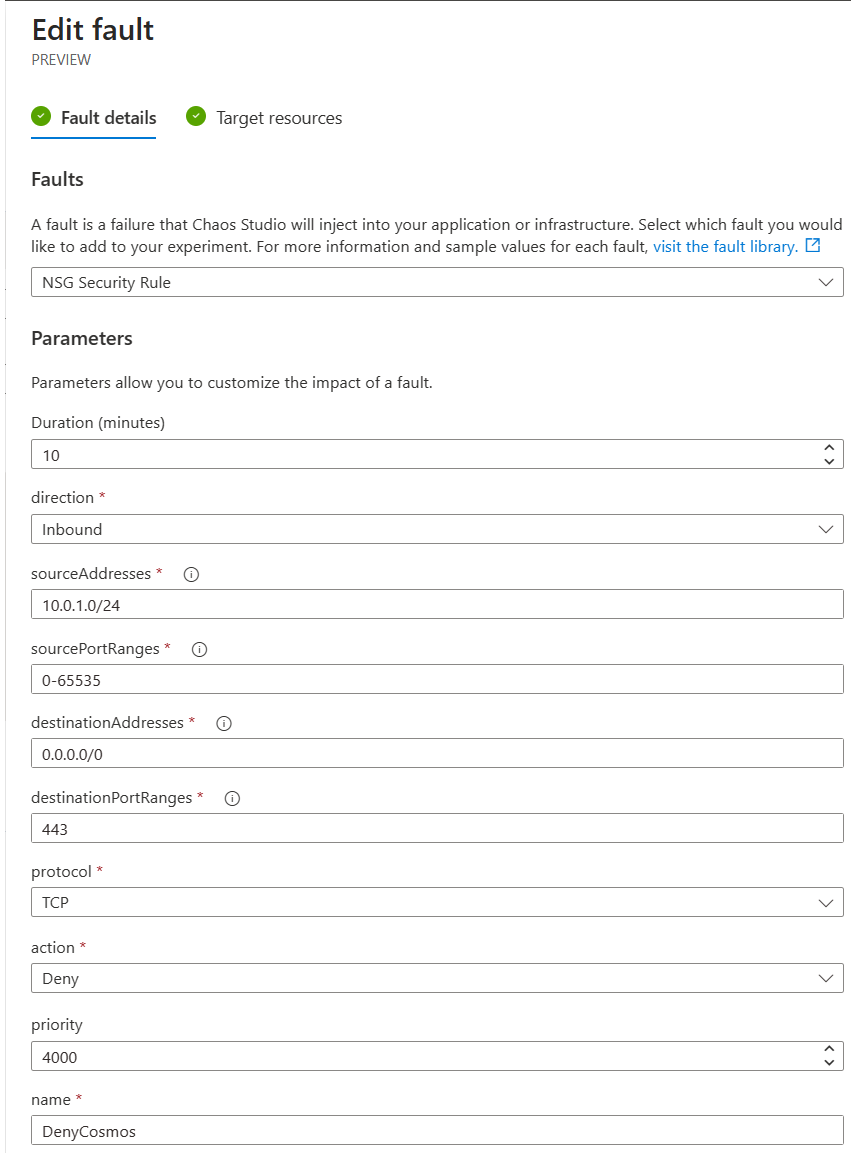 Edit fault
PREVIEW
Fault details
Target resources
Faults
A fault is a failure that Chaos Studio will inject into your application or infrastructure. Select which fault you would
like to add to your experiment. For more information and sample values for each fault, visit the fault library.
NSG Security Rule
Parameters
Parameters allow you to customize the impact of a fault.
Duration (minutes)
10
direction *
Inbound
sourceAddresses *
10.0.1.0/24
sourcePortRanges *
0-65535
destinationAddresses *
0.0.0.0/0
destinationPortRanges *
443
protocol *
TCP
action *
Deny
priority
4000
name *
DenyCosmos